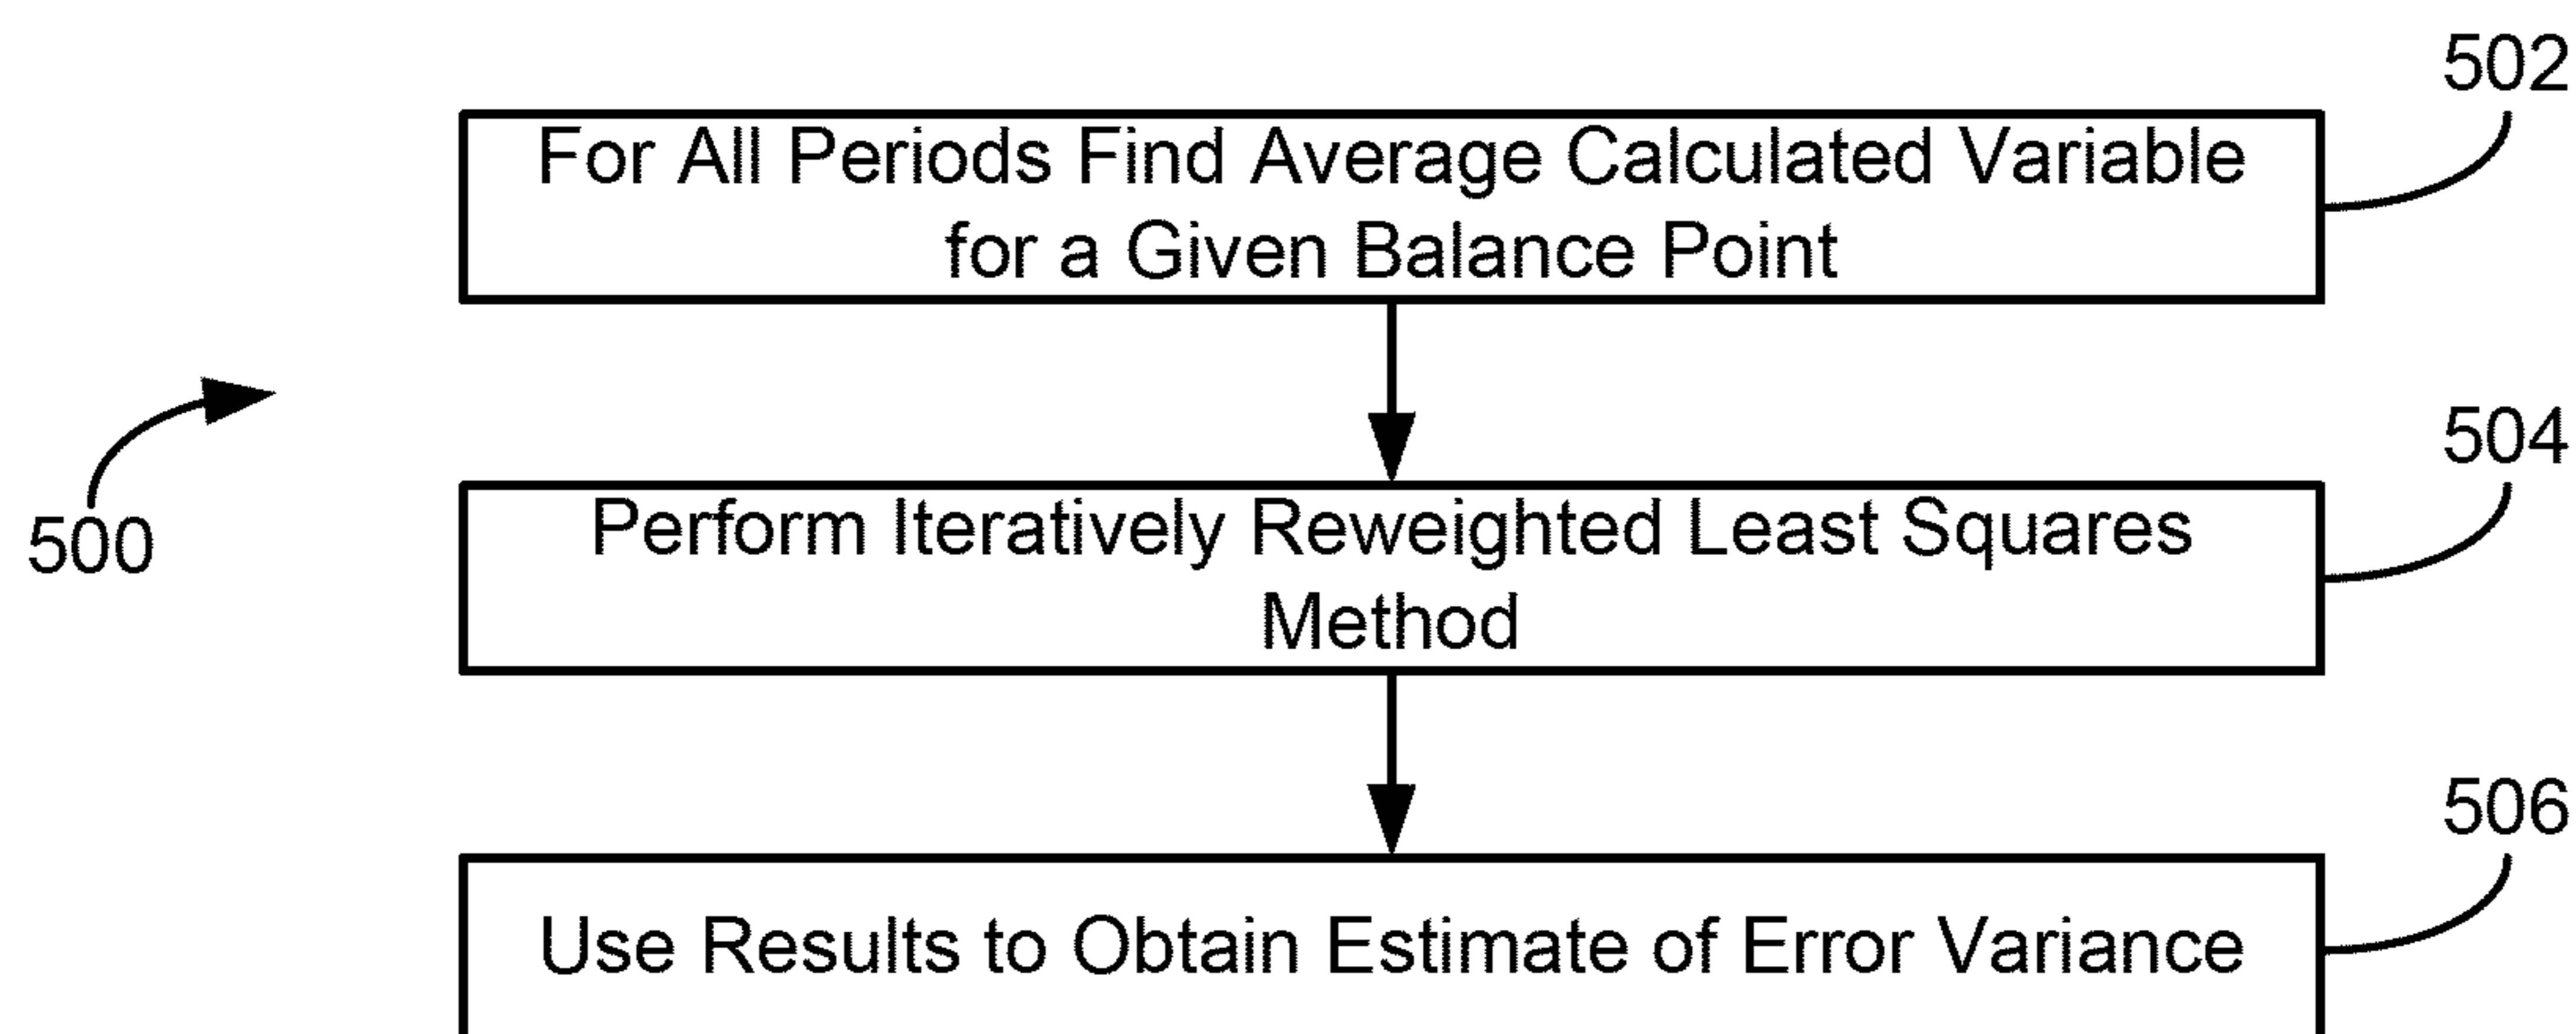 502
For All Periods Find Average Calculated Variable
for a Given Balance Point
504
500
Perform Iteratively Reweighted Least Squares
Method
506
Use Results to Obtain Estimate of Error Variance